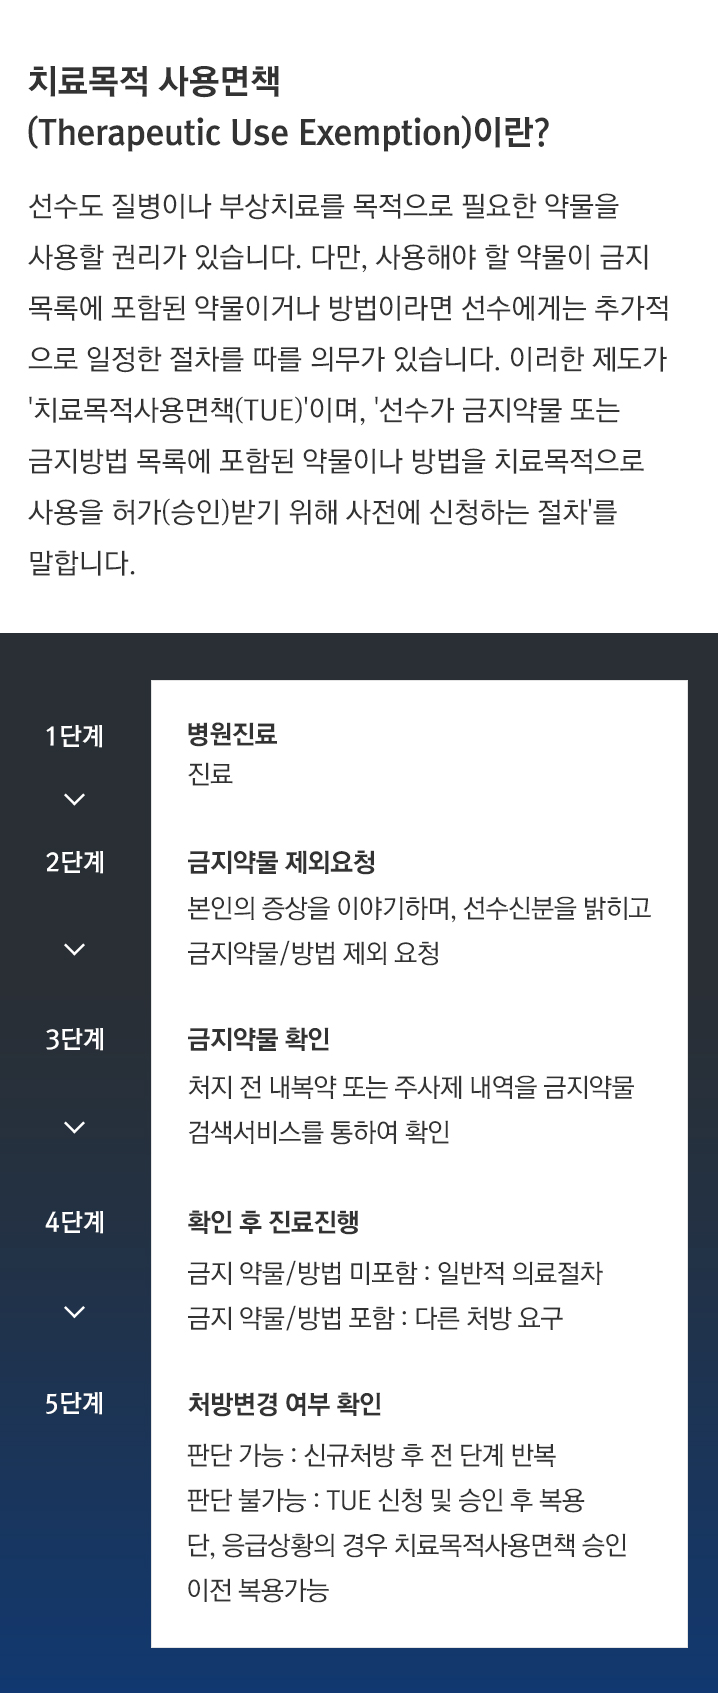 치료목적 사용면책
(Therapeutic Use Exemption)이란?
선수도 질병이나 부상치료를 목적으로 필요한 약물을
사용할 권리가 있습니다. 다만, 사용해야 할 약물이 금지
목록에 포함된 약물이거나 방법이라면 선수에게는 추가적
으로 일정한 절차를 따를 의무가 있습니다. 이러한 제도가
'치료목적사용면책(TUE)'이며, '선수가 금지약물 또는
금지방법 목록에 포함된 약물이나 방법을 치료목적으로
사용을 허가(승인)받기 위해 사전에 신청하는 절차'를
말합니다.
1단계
병원진료
진료
2단계
금지약물 제외요청
본인의 증상을 이야기하며, 선수신분을 밝히고
금지약물/방법 제외 요청
3단계
금지약물 확인
처지 전 내복약 또는 주사제 내역을 금지약물
검색서비스를 통하여 확인
4단계
확인 후 진료진행
금지 약물/방법 미포함 : 일반적 의료절차
금지 약물/방법 포함 : 다른 처방 요구
5단계
처방변경 여부 확인
판단 가능 : 신규처방 후 전 단계 반복
판단 불가능 : TUE 신청 및 승인 후 복용
단, 응급상황의 경우 치료목적사용면책 승인
이전 복용가능